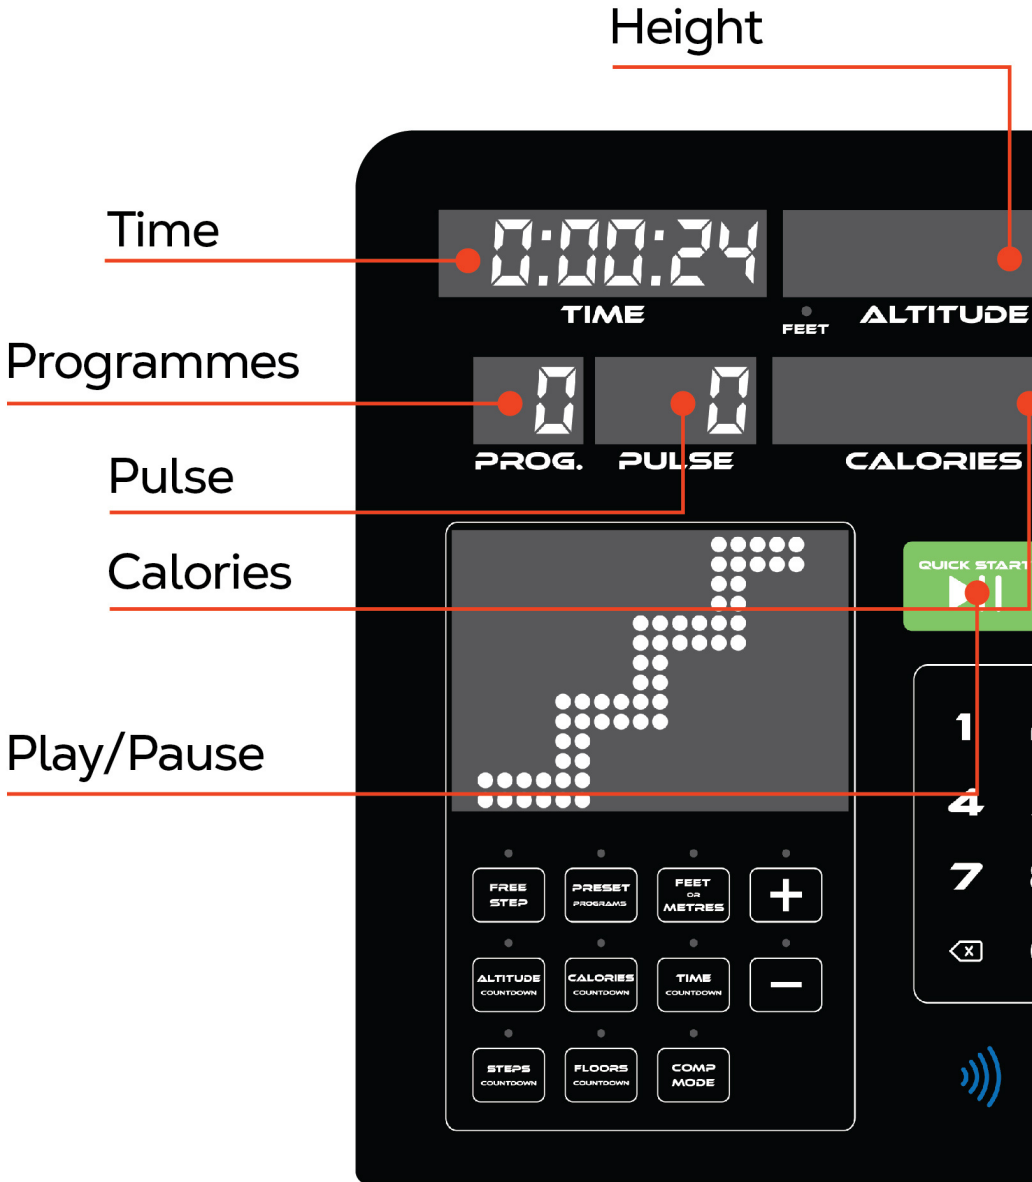 Height
Time
0:00:24
TIME
FEET
ALTITUDE
Programmes
0
0
PROG.
PULSE
CALORIES
Pulse
Calories
QUICK START
Play/Pause
1
4
7
FREE
STEP
PRESET
PROGRAMS
FEET
OR
METRES
+
ALTITUDE
COUNTDOWN
CALORIES
COUNTDOWN
TIME
COUNTDOWN
-
STEPS
COUNTDOWN
FLOORS
COUNTDOWN
COMP
MODE